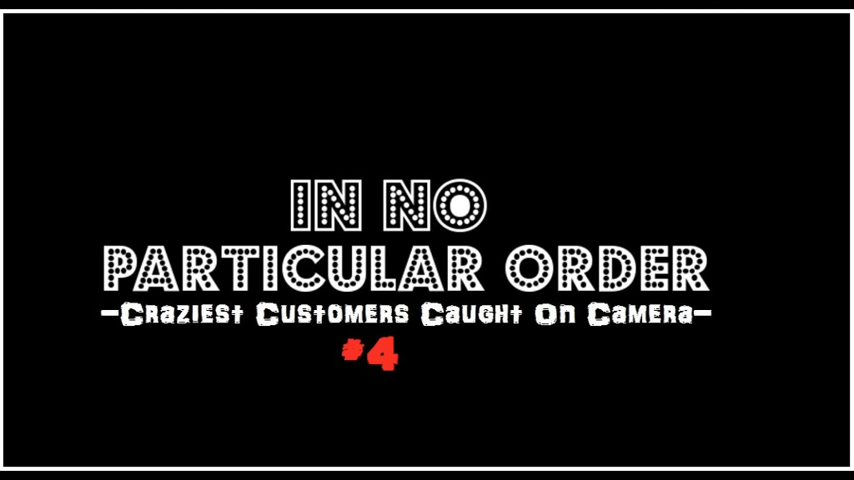 IN NO
PARTICULAR ORDER
-Craziest Customers Caught On Camera-
#4